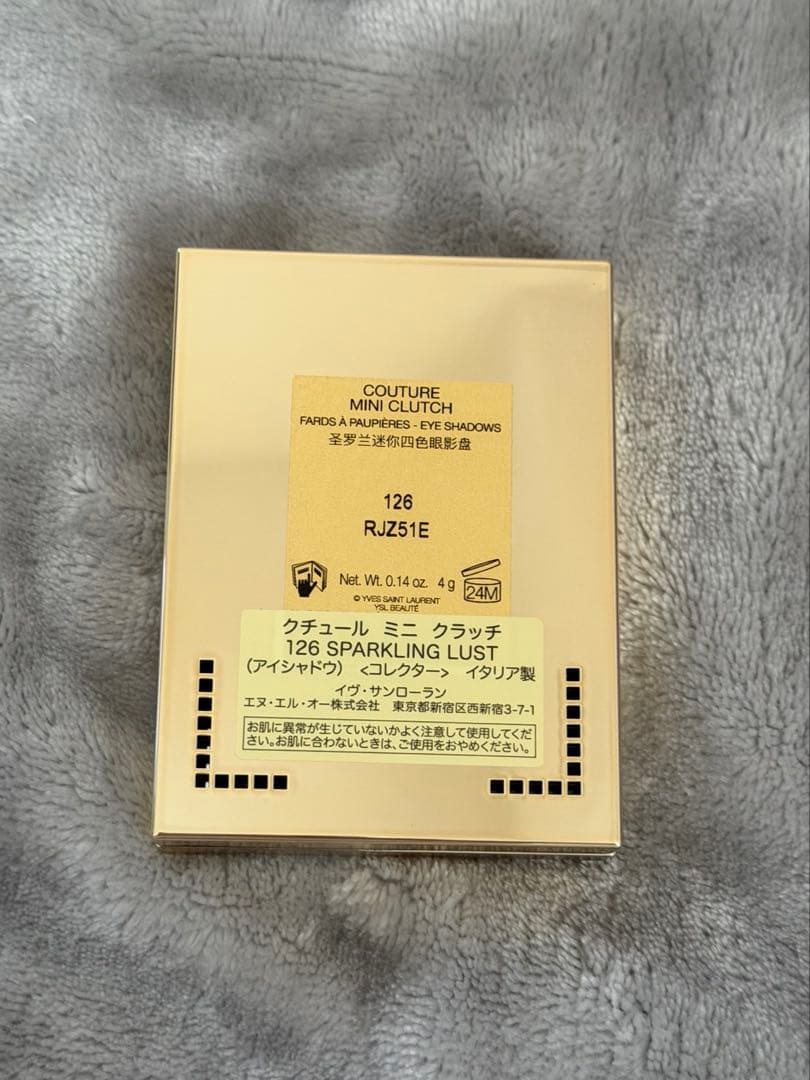 COUTURE
MINI CLUTCH
FARDS À PAUPIÈRES - EYE SHADOWS
圣罗兰迷你四色眼影盘
126
RJZ51E
Net. Wt. 0.14 oz. 4 g
24M
© YVES SAINT LAURENT
YSL BEAUTÉ
クチュール ミニ クラッチ
126 SPARKLING LUST
(アイシャドウ) <コレクター> イタリア製
イヴ・サンローラン
エヌ・エル・オー株式会社 東京都新宿区西新宿3-7-1
お肌に異常が生じていないかよく注意して使用してくだ
さい。お肌に合わないときは、ご使用をおやめください。